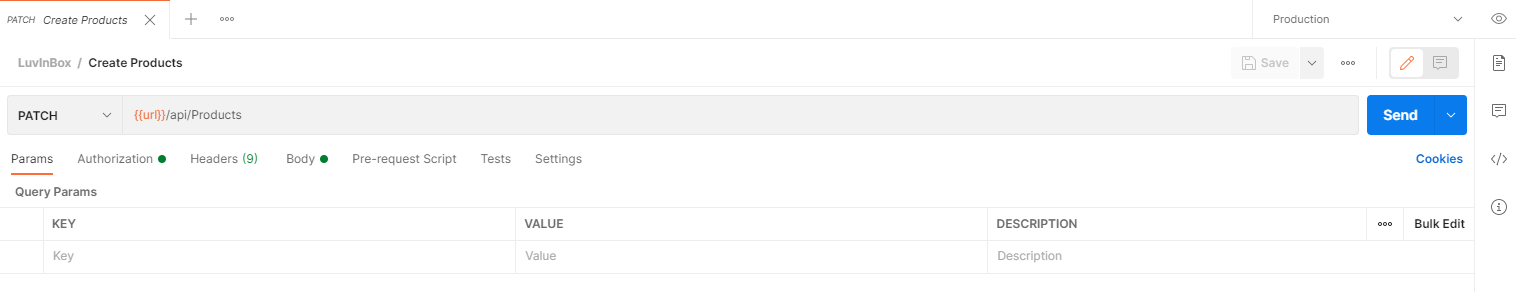 PATCH Create Products
Production
LuvInBox / Create Products
Save
PATCH {{url}}/api/Products Send
Params Authorization Headers (9) Body Pre-request Script Tests Settings Cookies
Query Params
KEY VALUE DESCRIPTION Bulk Edit
Key Value Description